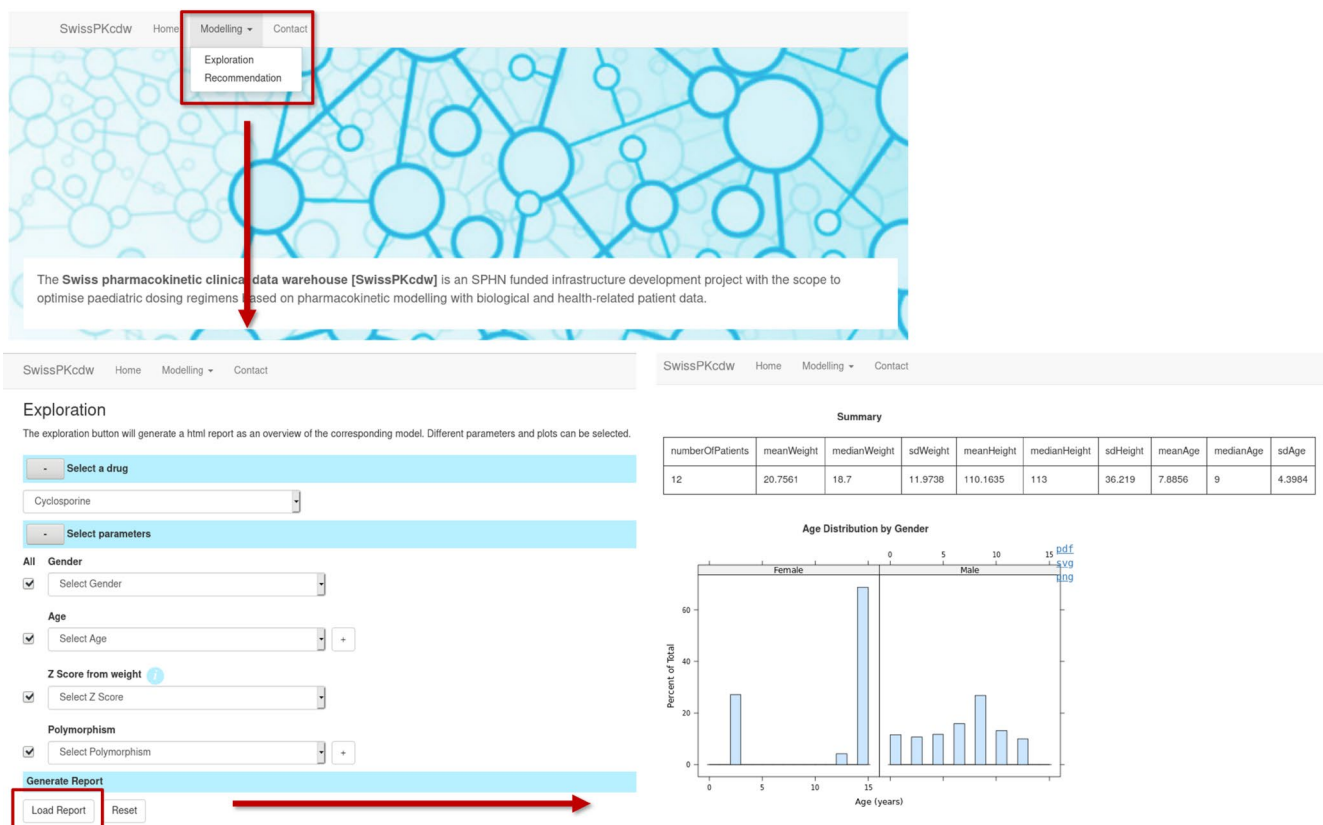 SwissPKcdw Home Modelling Contact
Exploration
Recommendation
The Swiss pharmacokinetic clinical data warehouse [SwissPKcdw] is an SPHN funded infrastructure development project with the scope to
optimise paediatric dosing regimens based on pharmacokinetic modelling with biological and health-related patient data.
SwissPKcdw Home Modelling Contact
Exploration
The exploration button will generate a html report as an overview of the corresponding model. Different parameters and plots can be selected.
- Select a drug
Cyclosporine
- Select parameters
All Gender
Select Gender
Age
Select Age +
Z Score from weight i
Select Z Score
Polymorphism
Select Polymorphism +
Generate Report
Load Report Reset
SwissPKcdw Home Modelling Contact
Summary
numberOfPatients meanWeight medianWeight sdWeight meanHeight medianHeight sdHeight meanAge medianAge sdAge
12 20.7561 18.7 11.9738 110.1635 113 36.219 7.8856 9 4.3984
Age Distribution by Gender
pdf
svg
png
0 5 10 15
Female Male
60
40
20
0
Percent of Total
0 5 10 15
Age (years)